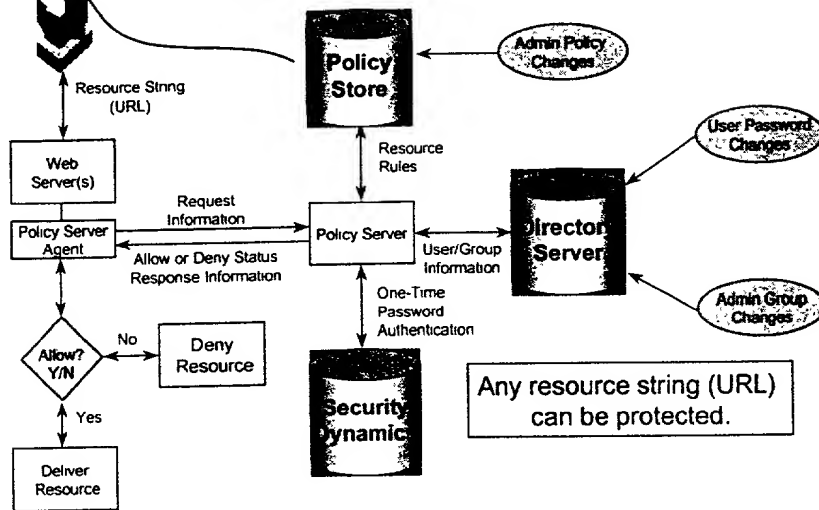 Policy
Store
Admin Policy
Changes
Resource String
(URL)
User Password
Changes
Web
Server(s)
Resource
Rules
Request
Information
Policy Server
Agent
Policy Server
Allow or Deny Status
Response Information
User/Group
Information
Director
Server
One-Time
Password
Authentication
Admin Group
Changes
Allow?
Y/N
No
Deny
Resource
Yes
Security
Dynamic
Any resource string (URL)
can be protected.
Deliver
Resource